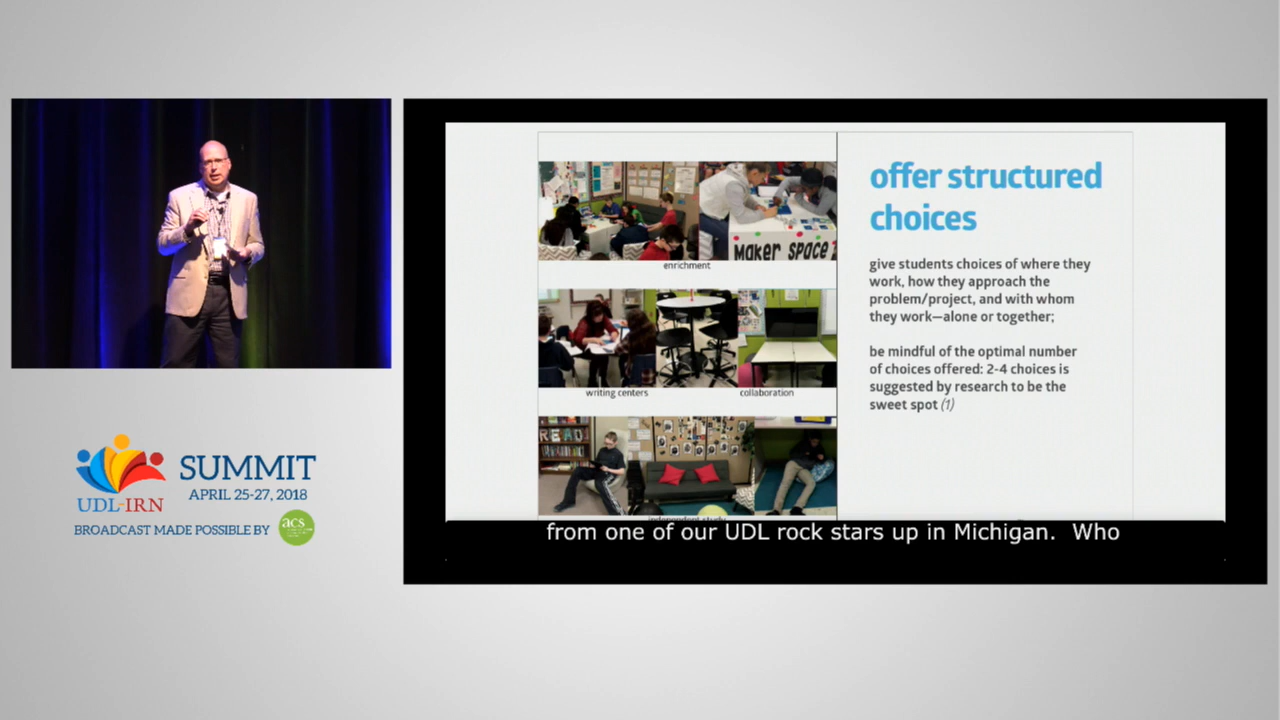 UDL-IRN
SUMMIT
APRIL 25-27, 2018
BROADCAST MADE POSSIBLE BY
acs
MAKER SPACE
enrichment
writing centers
collaboration
READ
independent study
offer structured
choices
give students choices of where they
work, how they approach the
problem/project, and with whom
they work—alone or together;
be mindful of the optimal number
of choices offered: 2-4 choices is
suggested by research to be the
sweet spot (1)
from one of our UDL rock stars up in Michigan. Who